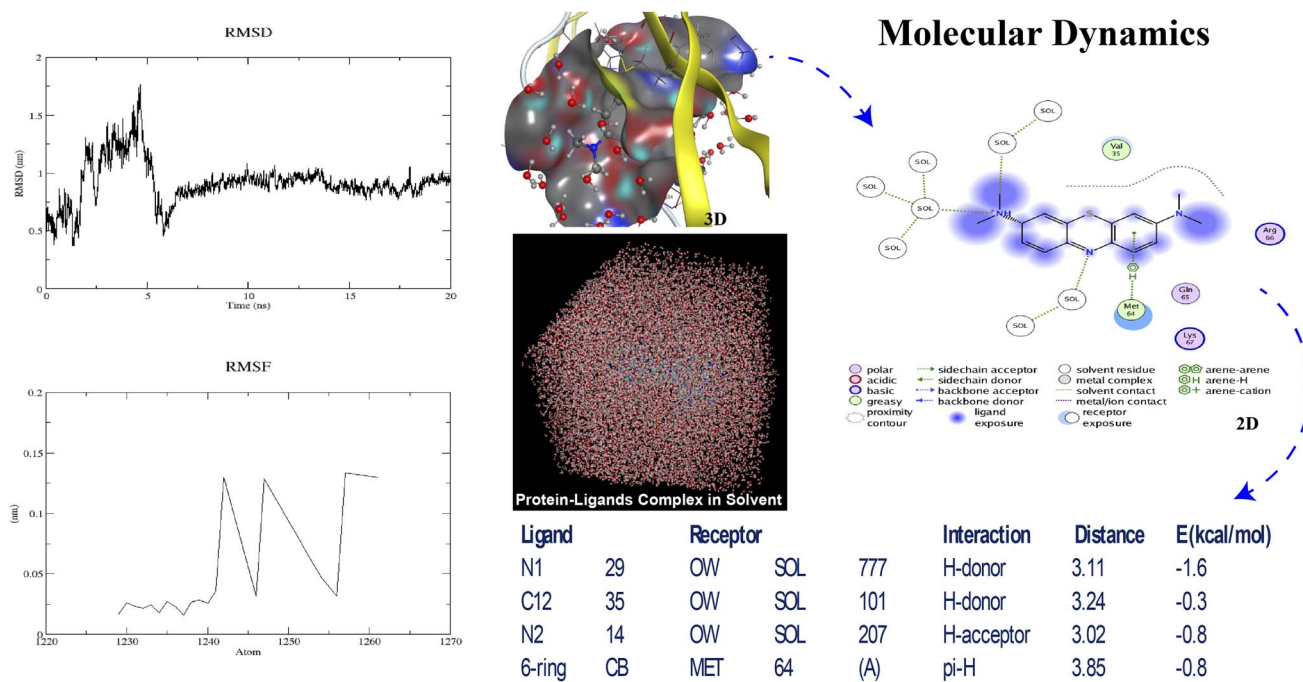 RMSD
2
1.5
1
0.5
0
RMSD (nm)
0 5 10 15 20
Time (ns)
RMSF
0.2
0.15
0.1
0.05
0
(nm)
1220 1230 1240 1250 1260 1270
Atom
3D
Protein-Ligands Complex in Solvent
Molecular Dynamics
SOL
SOL
SOL
SOL
SOL
SOL
Val
35
NH
S
N
N
Arg
66
H
SOL
SOL
Met
64
Gln
65
Lys
67
polar sidechain acceptor solvent residue arene-arene
acidic sidechain donor metal complex H arene-H
basic backbone acceptor solvent contact + arene-cation
greasy backbone donor metal/ion contact
proximity contour ligand exposure receptor exposure
2D
Ligand Receptor Interaction Distance E(kcal/mol)
N1 29 OW SOL 777 H-donor 3.11 -1.6
C12 35 OW SOL 101 H-donor 3.24 -0.3
N2 14 OW SOL 207 H-acceptor 3.02 -0.8
6-ring CB MET 64 (A) pi-H 3.85 -0.8